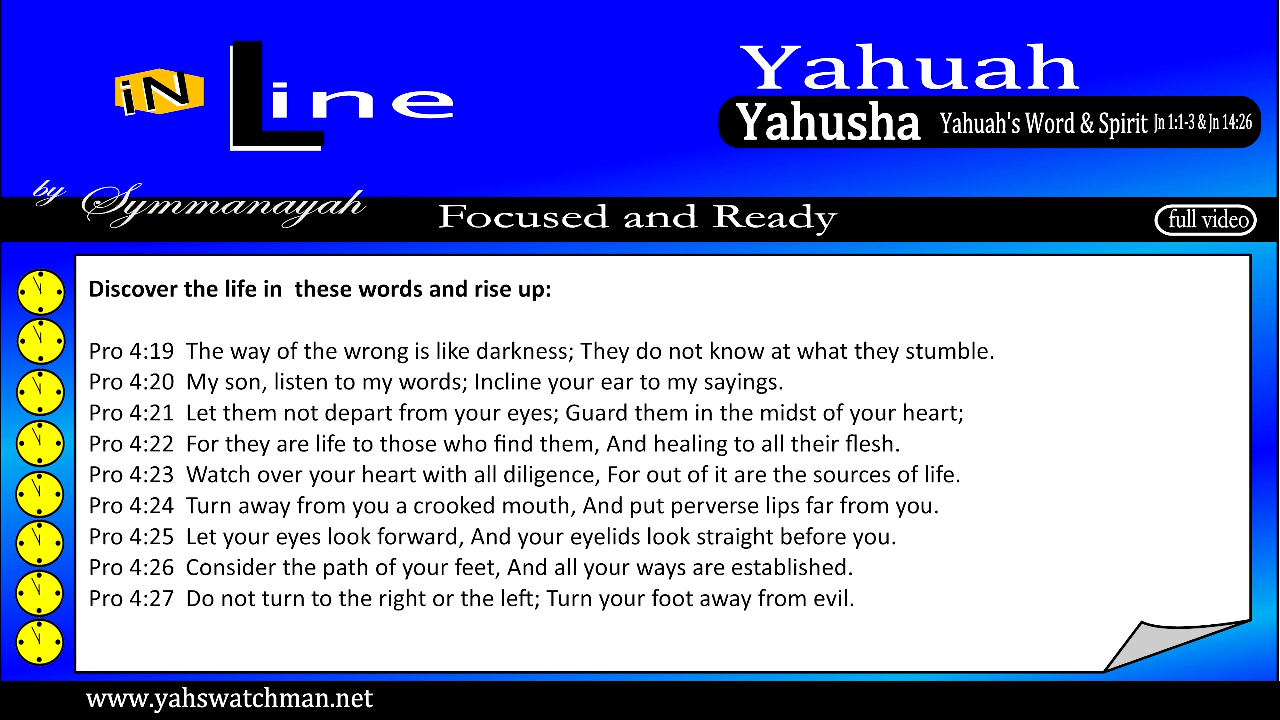 iN Line
Yahuah
Yahusha Yahuah's Word & Spirit Jn 1:1-3 & Jn 14:26
by Symmanayah
Focused and Ready
full video
Discover the life in  these words and rise up:
Pro 4:19  The way of the wrong is like darkness; They do not know at what they stumble.
Pro 4:20  My son, listen to my words; Incline your ear to my sayings.
Pro 4:21  Let them not depart from your eyes; Guard them in the midst of your heart;
Pro 4:22  For they are life to those who find them, And healing to all their flesh.
Pro 4:23  Watch over your heart with all diligence, For out of it are the sources of life.
Pro 4:24  Turn away from you a crooked mouth, And put perverse lips far from you.
Pro 4:25  Let your eyes look forward, And your eyelids look straight before you.
Pro 4:26  Consider the path of your feet, And all your ways are established.
Pro 4:27  Do not turn to the right or the left; Turn your foot away from evil.
www.yahswatchman.net